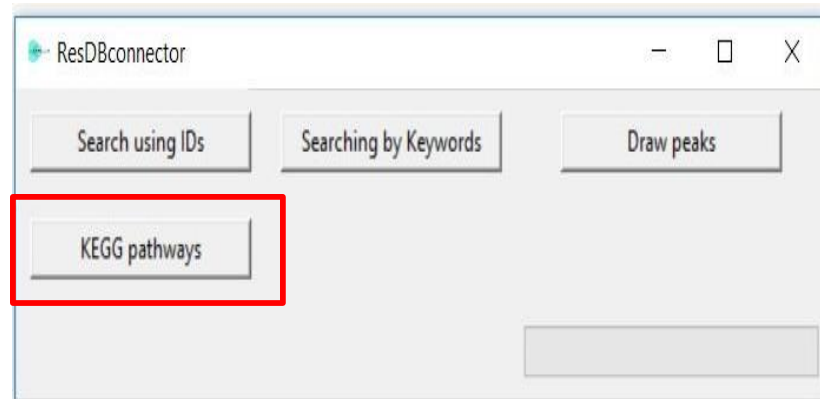 ResDBconnector
Search using IDs
Searching by Keywords
Draw peaks
KEGG pathways